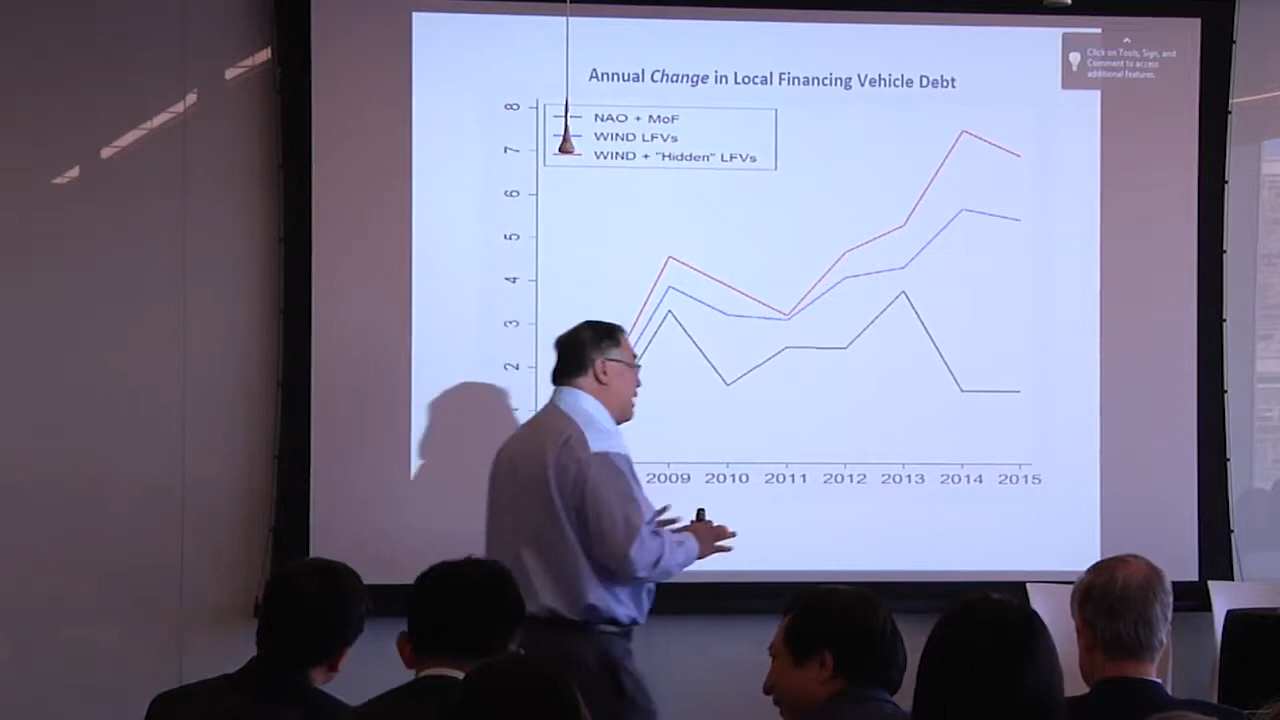 Annual Change in Local Financing Vehicle Debt
Click on Tools, Sign, and
Comment to access
additional features.
NAO + MoF
WIND LFVs
WIND + "Hidden" LFVs
8
7
6
5
4
3
2
2009 2010 2011 2012 2013 2014 2015